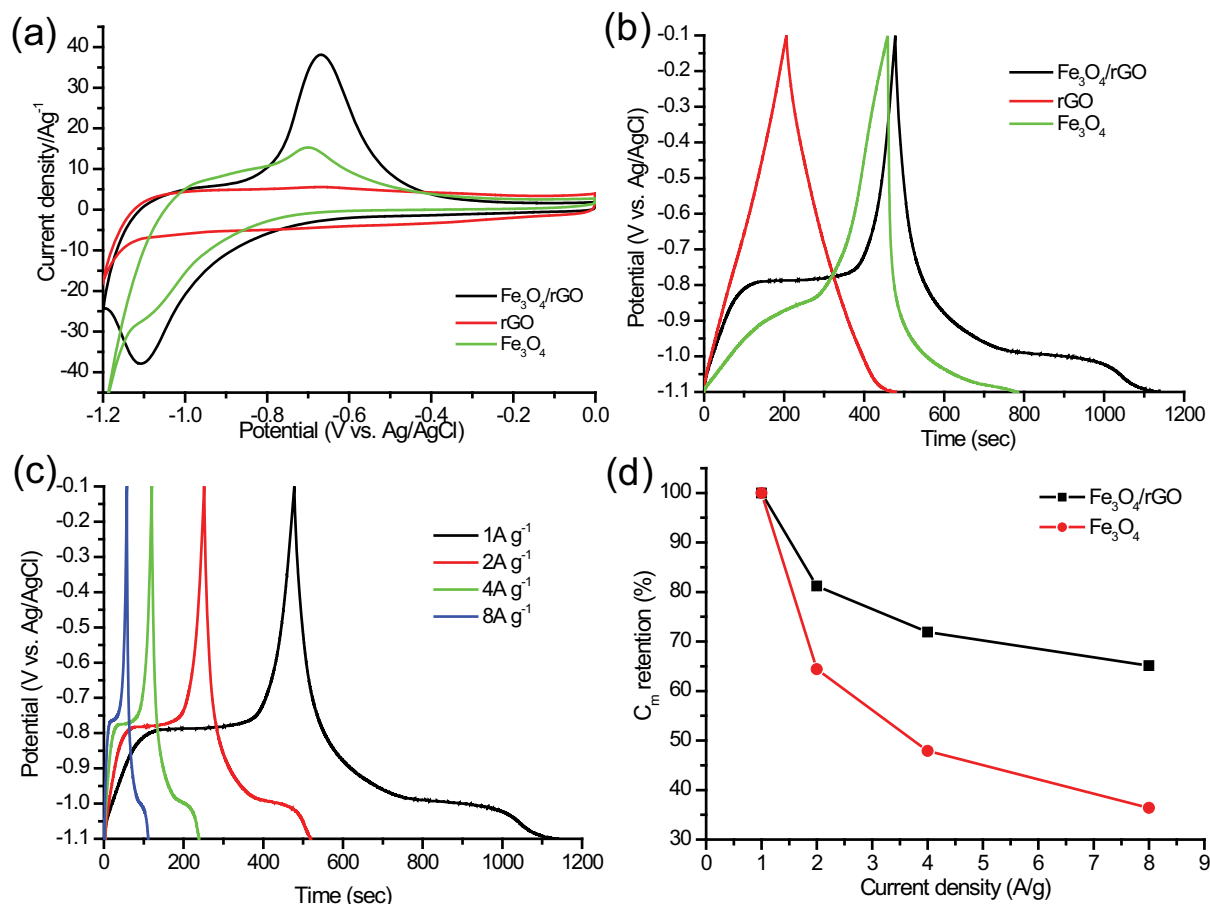 (a)
Current density/Ag⁻¹
40
30
20
10
0
-10
-20
-30
-40
-1.2 -1.0 -0.8 -0.6 -0.4 -0.2 0.0
Potential (V vs. Ag/AgCl)
Fe₃O₄/rGO
rGO
Fe₃O₄
(b)
Potential (V vs. Ag/AgCl)
-0.1
-0.2
-0.3
-0.4
-0.5
-0.6
-0.7
-0.8
-0.9
-1.0
-1.1
0 200 400 600 800 1000 1200
Time (sec)
Fe₃O₄/rGO
rGO
Fe₃O₄
(c)
Potential (V vs. Ag/AgCl)
-0.1
-0.2
-0.3
-0.4
-0.5
-0.6
-0.7
-0.8
-0.9
-1.0
-1.1
0 200 400 600 800 1000 1200
Time (sec)
1A g⁻¹
2A g⁻¹
4A g⁻¹
8A g⁻¹
(d)
Cₘ retention (%)
100
90
80
70
60
50
40
30
0 1 2 3 4 5 6 7 8 9
Current density (A/g)
Fe₃O₄/rGO
Fe₃O₄